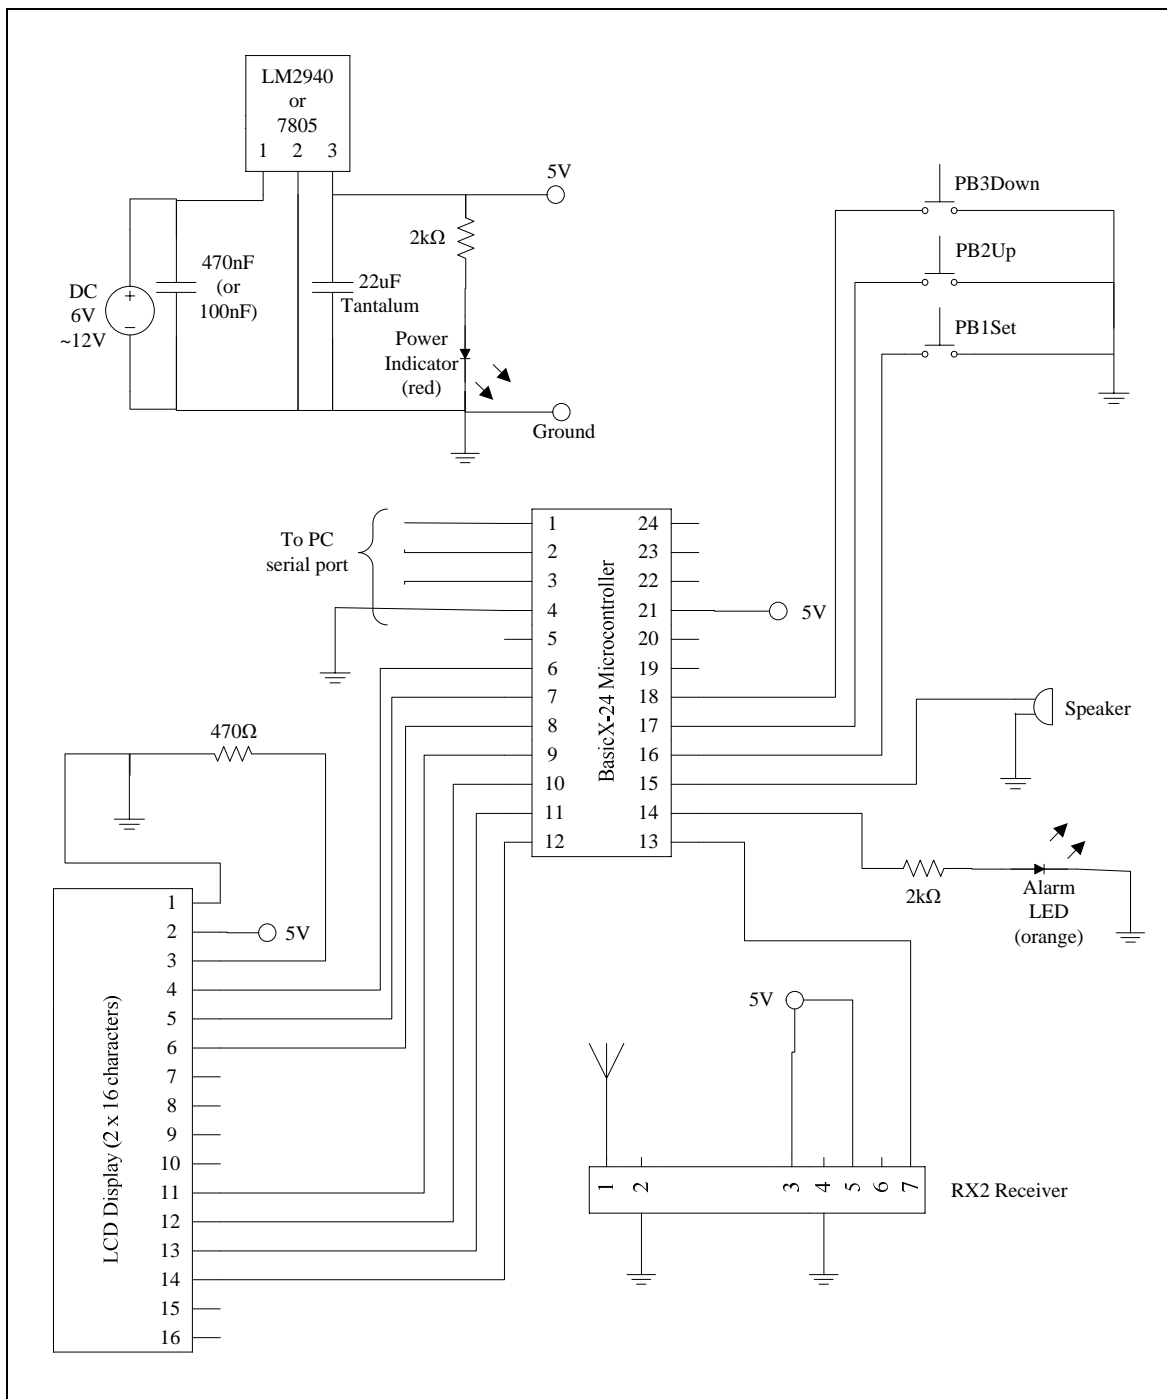 LM2940
or
7805
1 2 3
5V
2kΩ
470nF
(or
100nF)
22uF
Tantalum
DC
6V
~12V
+
−
Power
Indicator
(red)
Ground
PB3Down
PB2Up
PB1Set
To PC
serial port
BasicX-24 Microcontroller
1 24
2 23
3 22
4 21
5 20
6 19
7 18
8 17
9 16
10 15
11 14
12 13
5V
Speaker
2kΩ
Alarm
LED
(orange)
470Ω
LCD Display (2 x 16 characters)
1
2
3
4
5
6
7
8
9
10
11
12
13
14
15
16
5V
5V
1 2 3 4 5 6 7
RX2 Receiver